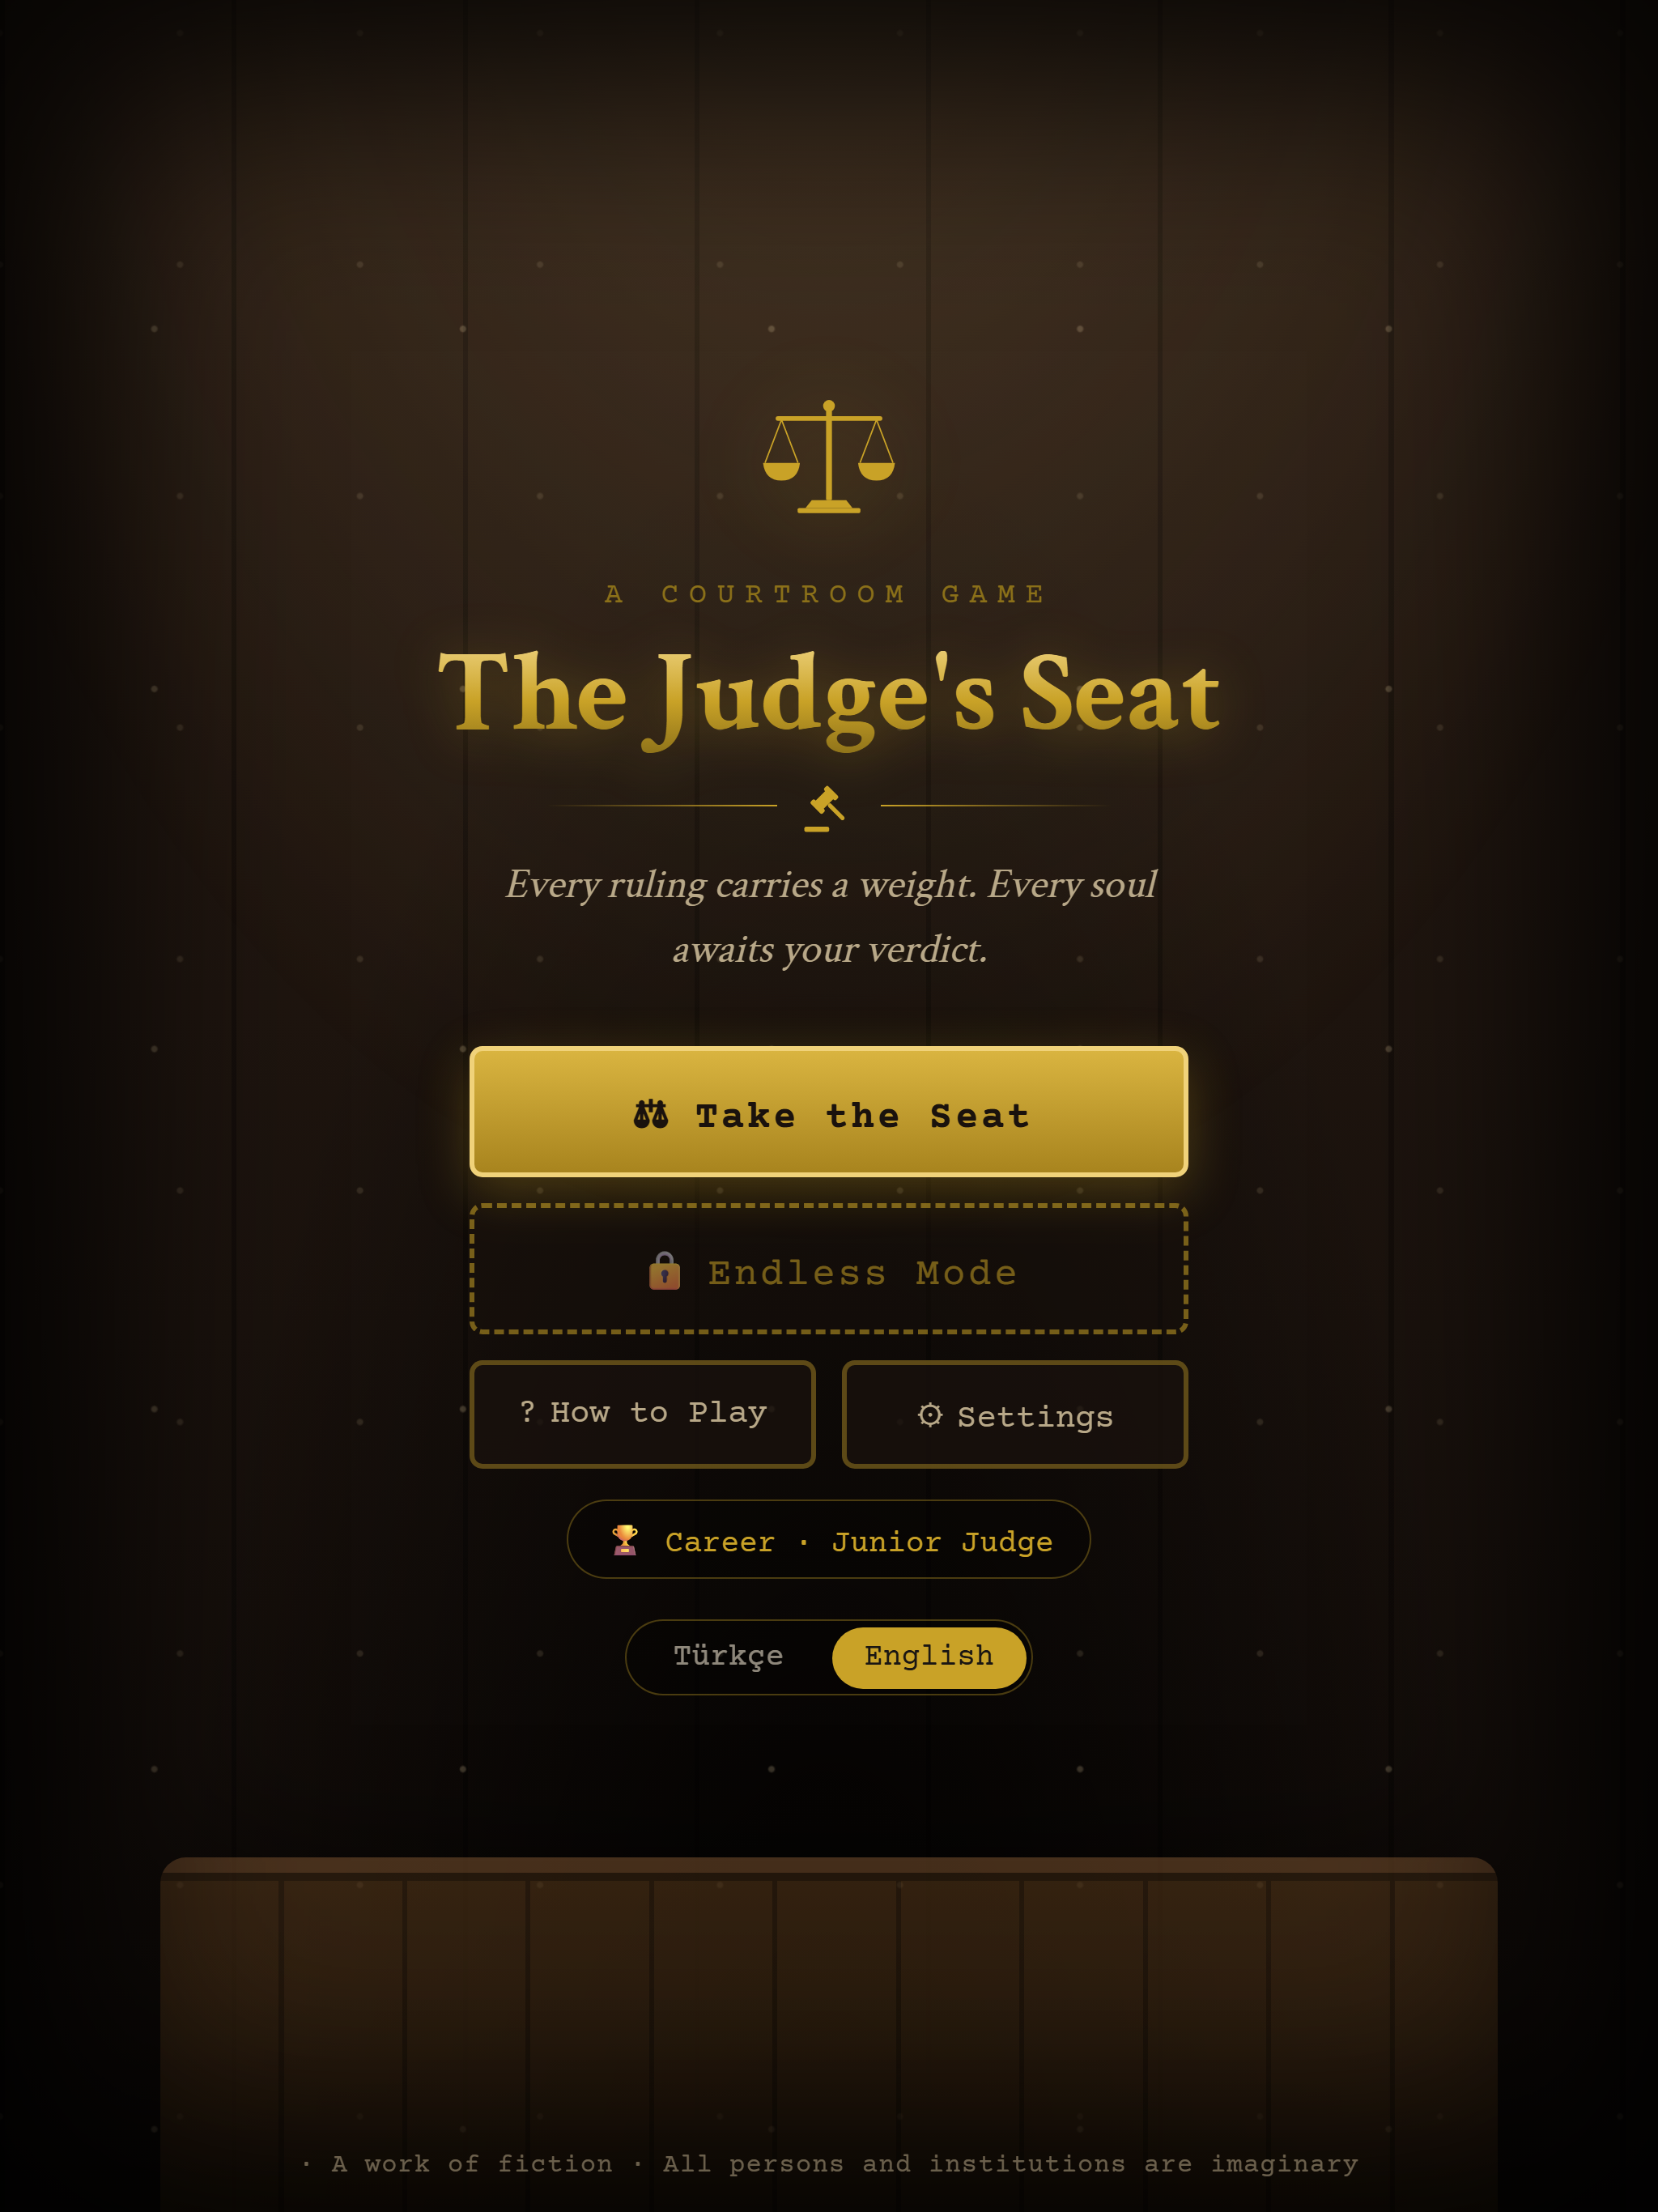 A COURTROOM GAME
The Judge's Seat
Every ruling carries a weight. Every soul
awaits your verdict.
Take the Seat
Endless Mode
? How to Play
Settings
Career · Junior Judge
Türkçe
English
· A work of fiction · All persons and institutions are imaginary